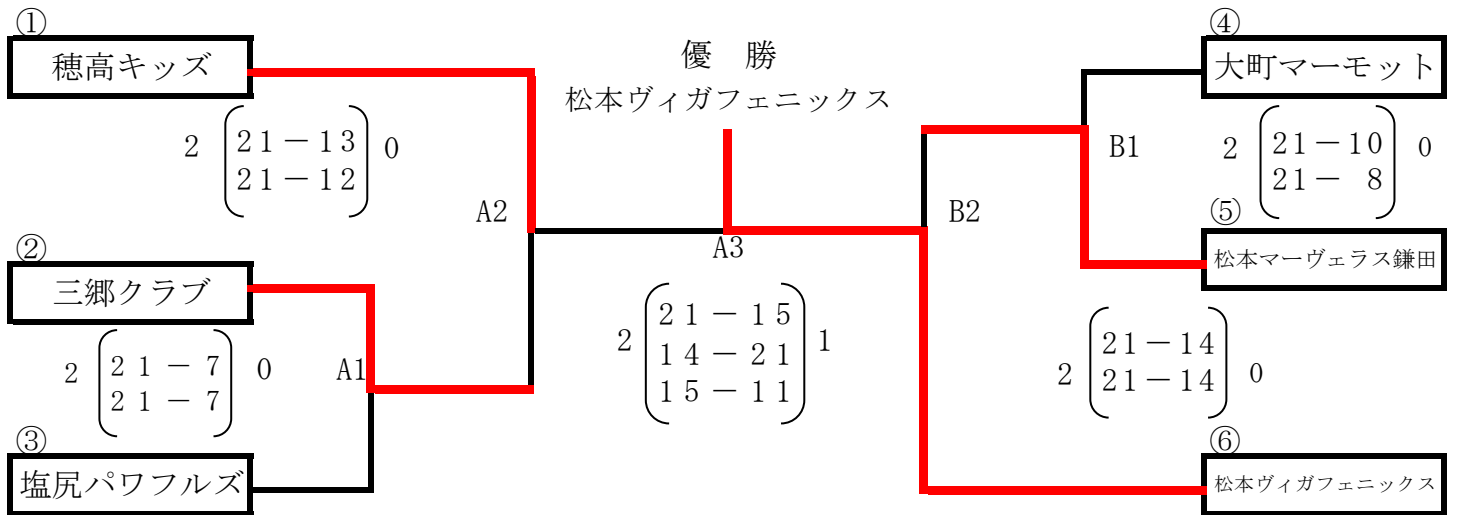 ①
穂高キッズ
2 21－13 0
21－12
②
三郷クラブ
2 21－7 0
21－7
③
塩尻パワフルズ
A1
A2
優　勝
松本ヴィガフェニックス
A3
2 21－15 1
14－21
15－11
④
大町マーモット
B1
2 21－10 0
21－ 8
⑤
松本マーヴェラス鎌田
B2
2 21－14 0
21－14
⑥
松本ヴィガフェニックス